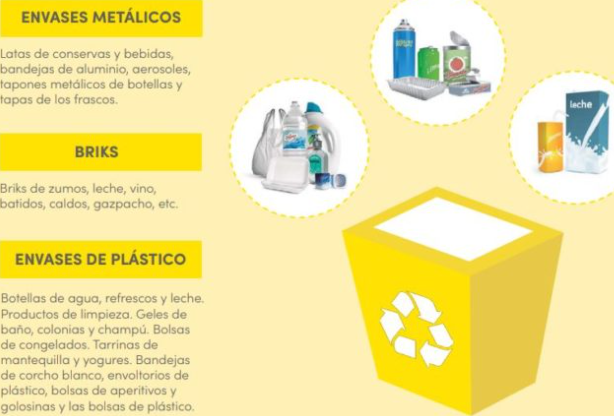 ENVASES METÁLICOS
Latas de conservas y bebidas,
bandejas de aluminio, aerosoles,
tapones metálicos de botellas y
tapas de los frascos.
BRIKS
Briks de zumos, leche, vino,
batidos, caldos, gazpacho, etc.
ENVASES DE PLÁSTICO
Botellas de agua, refrescos y leche.
Productos de limpieza. Geles de
baño, colonias y champú. Bolsas
de congelados. Tarrinas de
mantequilla y yogures. Bandejas
de corcho blanco, envoltorios de
plástico, bolsas de aperitivos y
golosinas y las bolsas de plástico.
leche